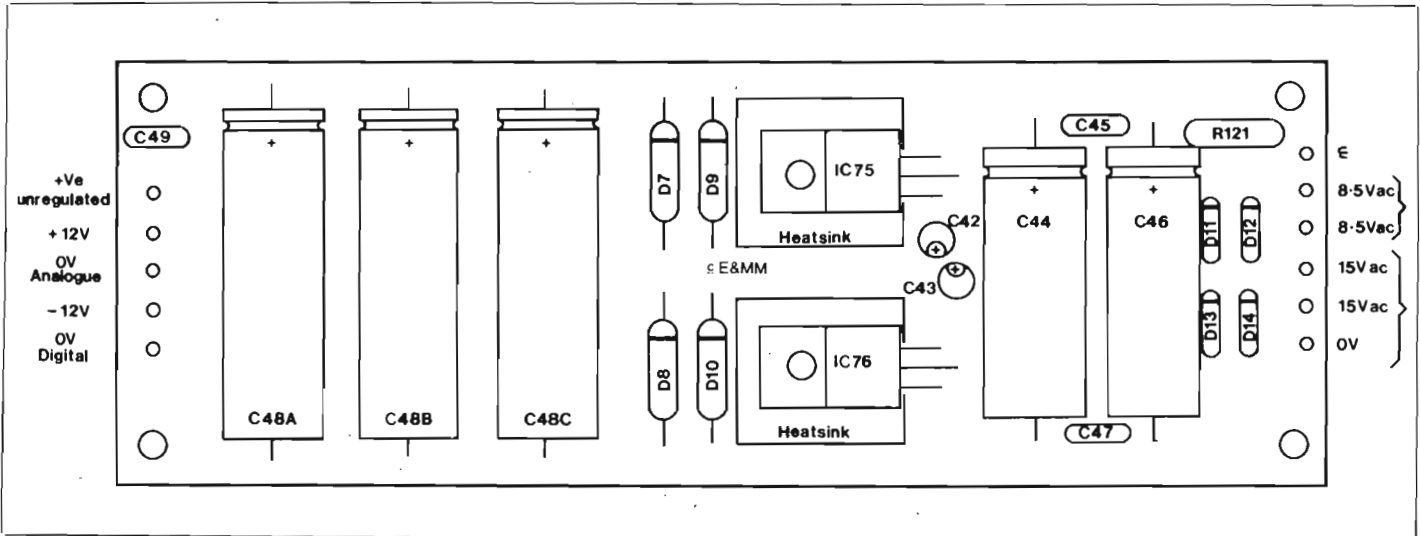 C49
+Ve
unregulated
+12V
0V
Analogue
-12V
0V
Digital
+
C48A
+
C48B
+
C48C
D7
D9
D8
D10
IC75
Heatsink
E&MM
IC76
Heatsink
C42
+
C43
+
C45
+
C44
+
C46
C47
R121
D11
D12
D13
D14
8·5Vac
8·5Vac
15Vac
15Vac
0V